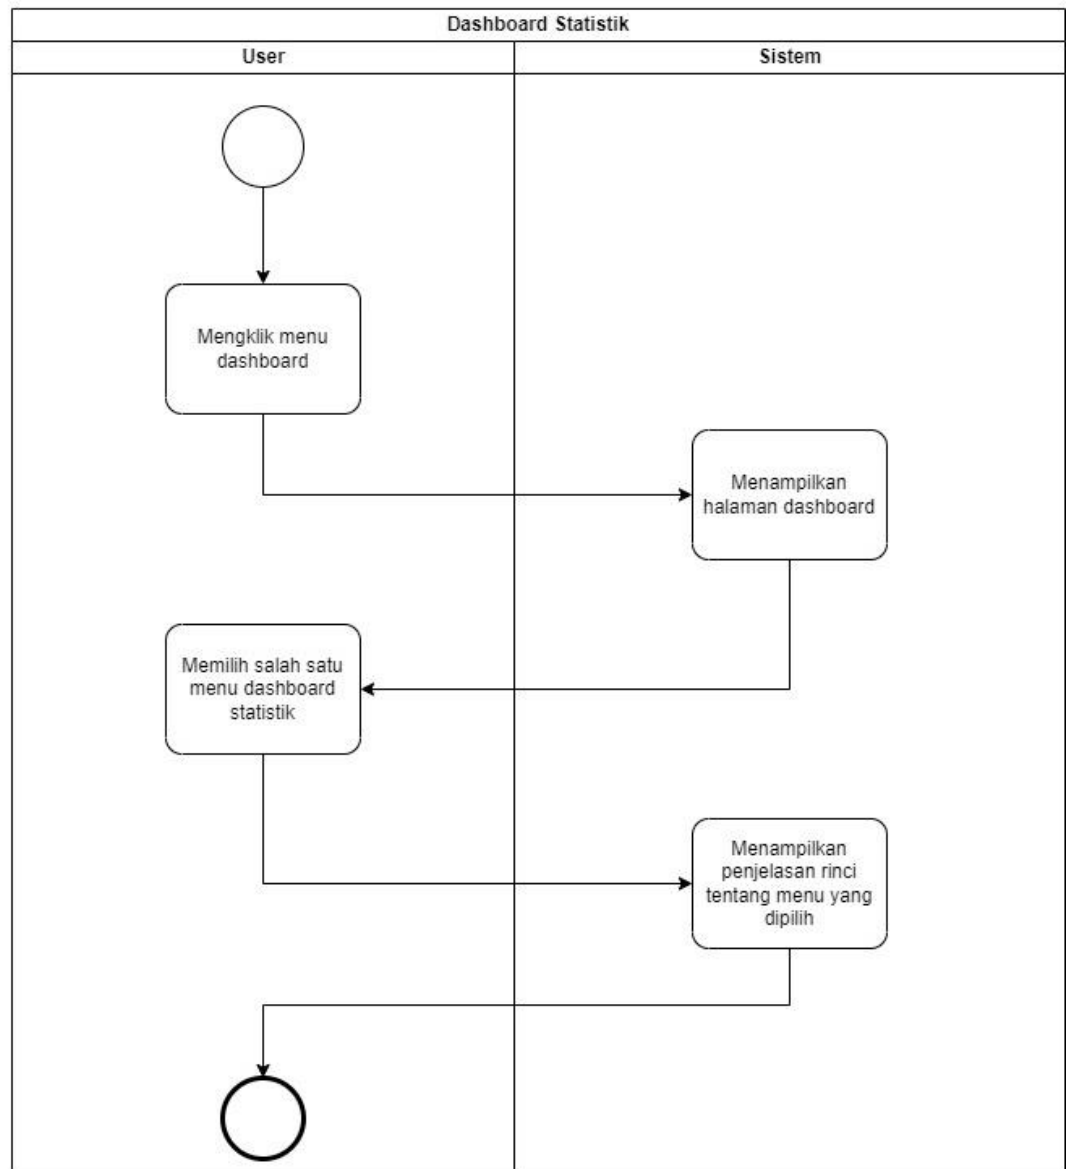 Dashboard Statistik
User
Sistem
Mengklik menu
dashboard
Menampilkan
halaman dashboard
Memilih salah satu
menu dashboard
statistik
Menampilkan
penjelasan rinci
tentang menu yang
dipilih